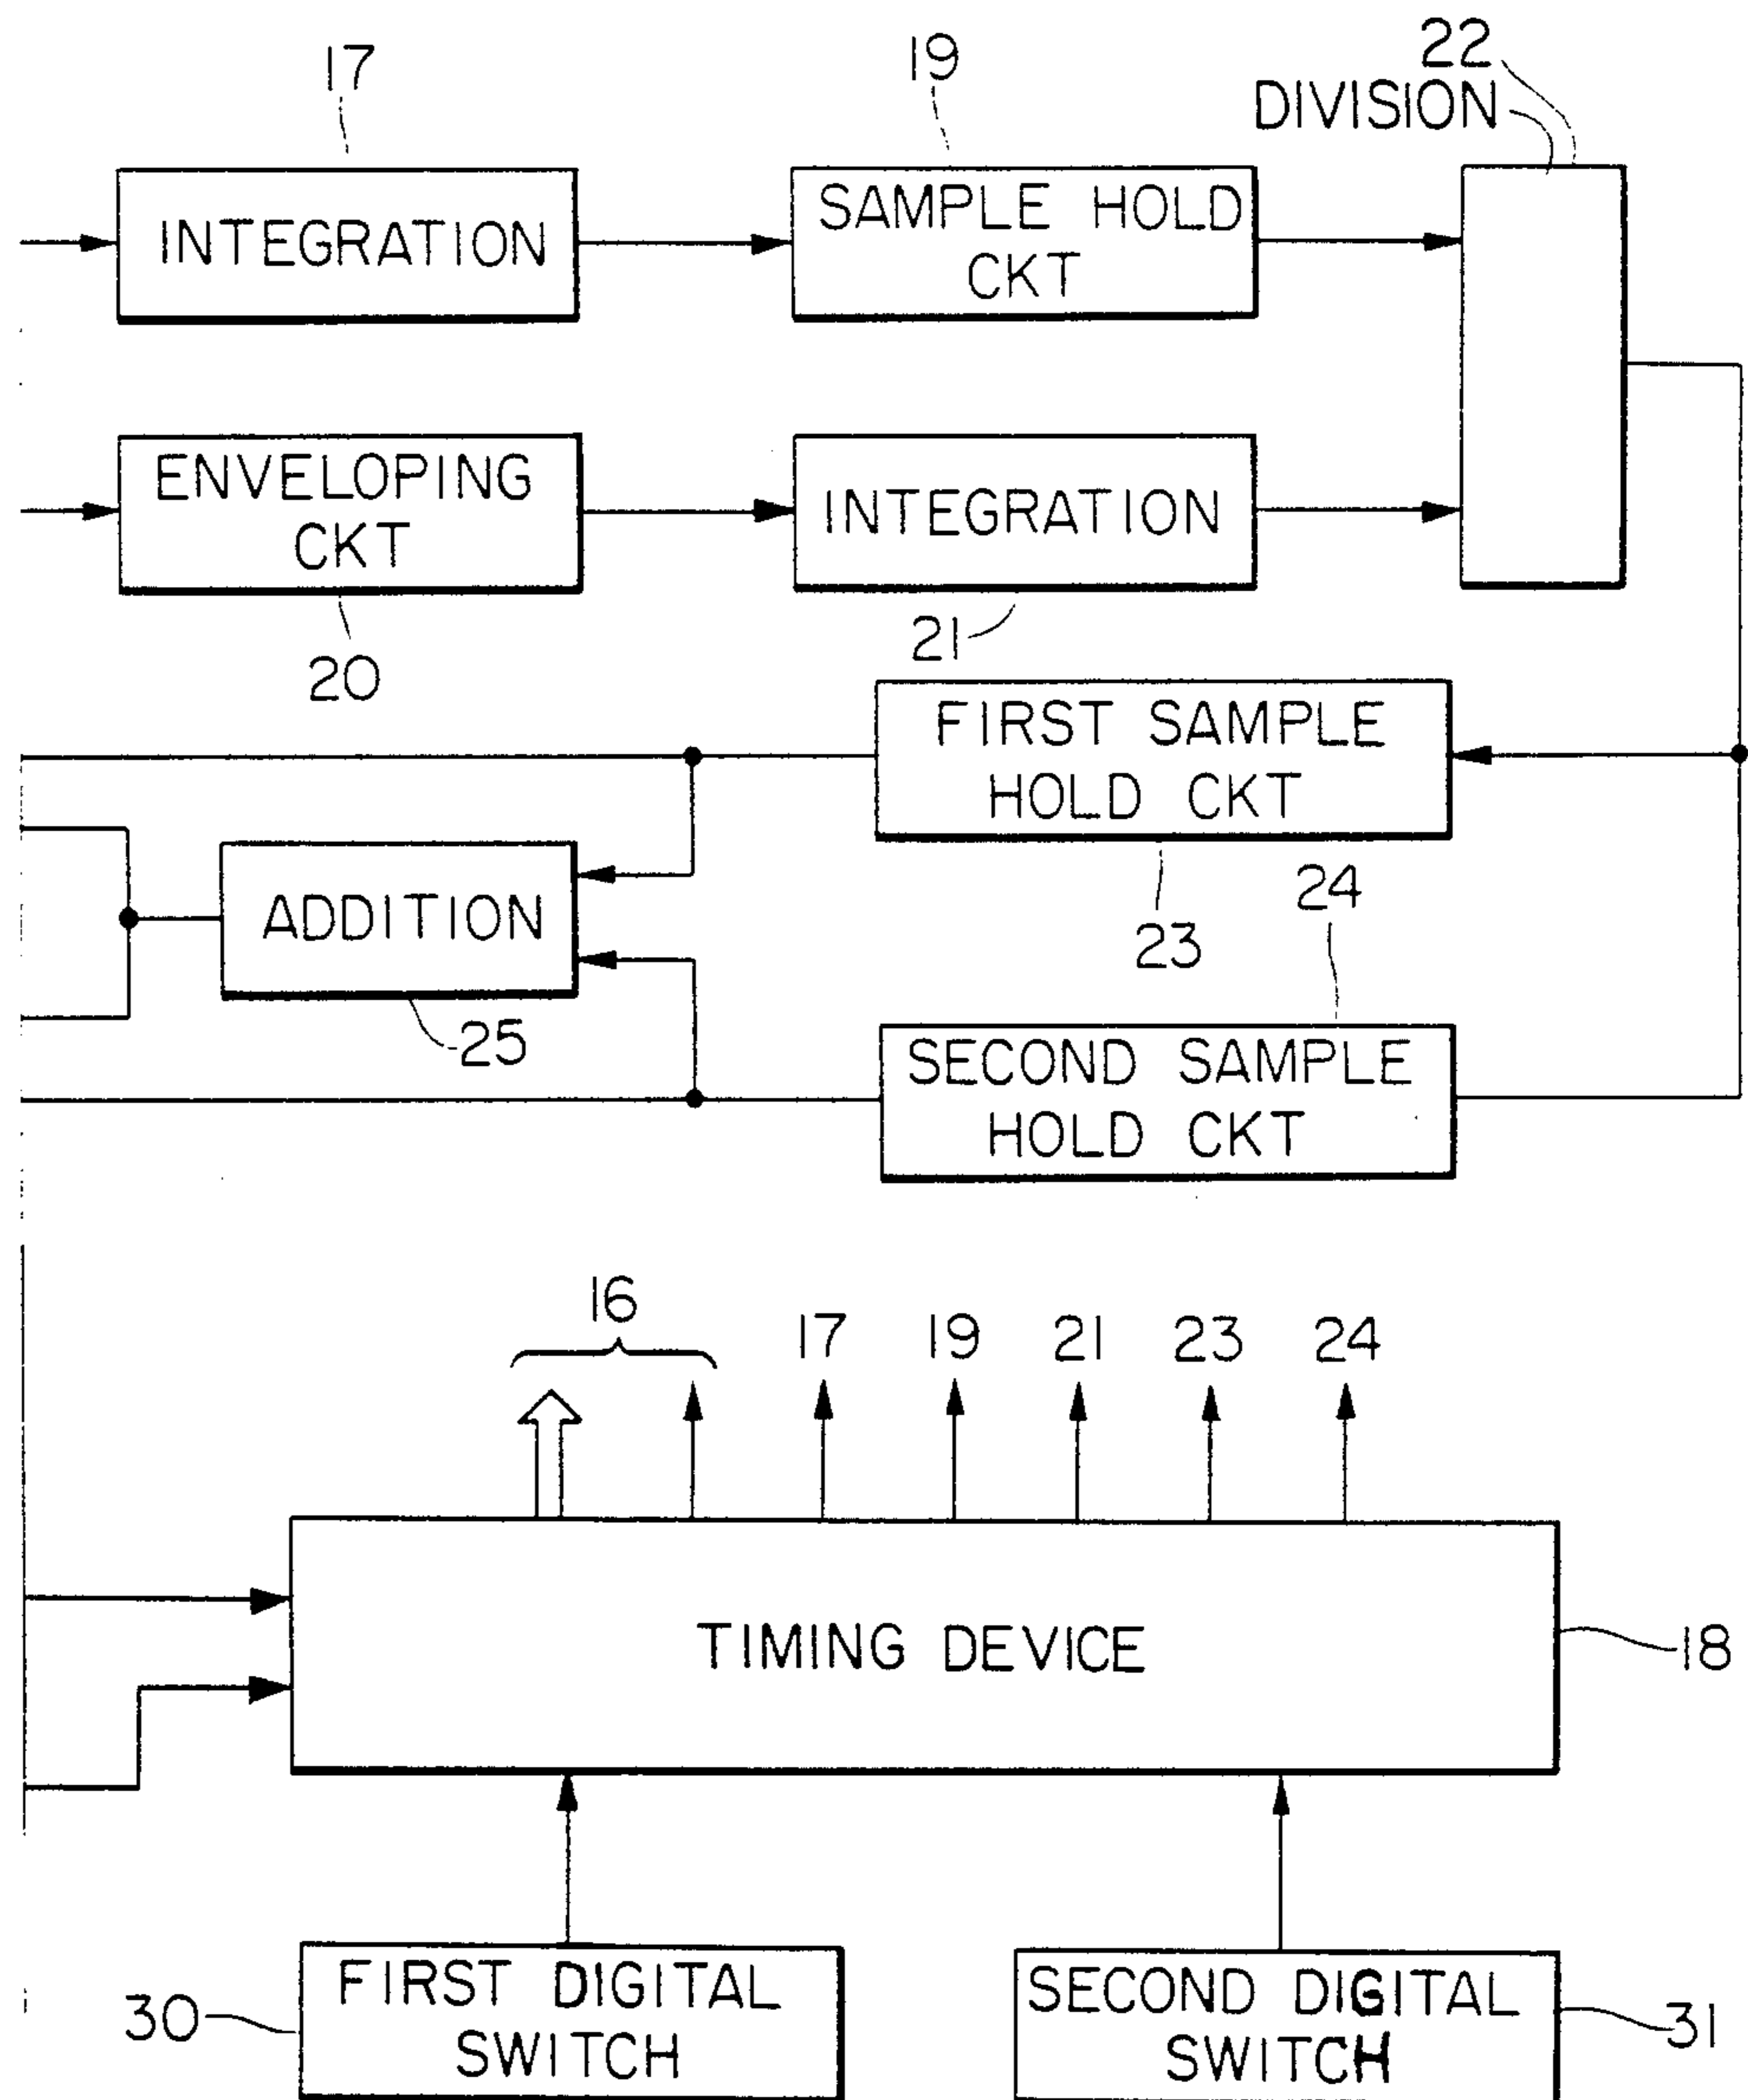 17
19
22
DIVISION
INTEGRATION
SAMPLE HOLD
CKT
ENVELOPING
CKT
INTEGRATION
20
21
FIRST SAMPLE
HOLD CKT
23
24
ADDITION
25
SECOND SAMPLE
HOLD CKT
16
17
19
21
23
24
TIMING DEVICE
18
30
FIRST DIGITAL
SWITCH
SECOND DIGITAL
SWITCH
31